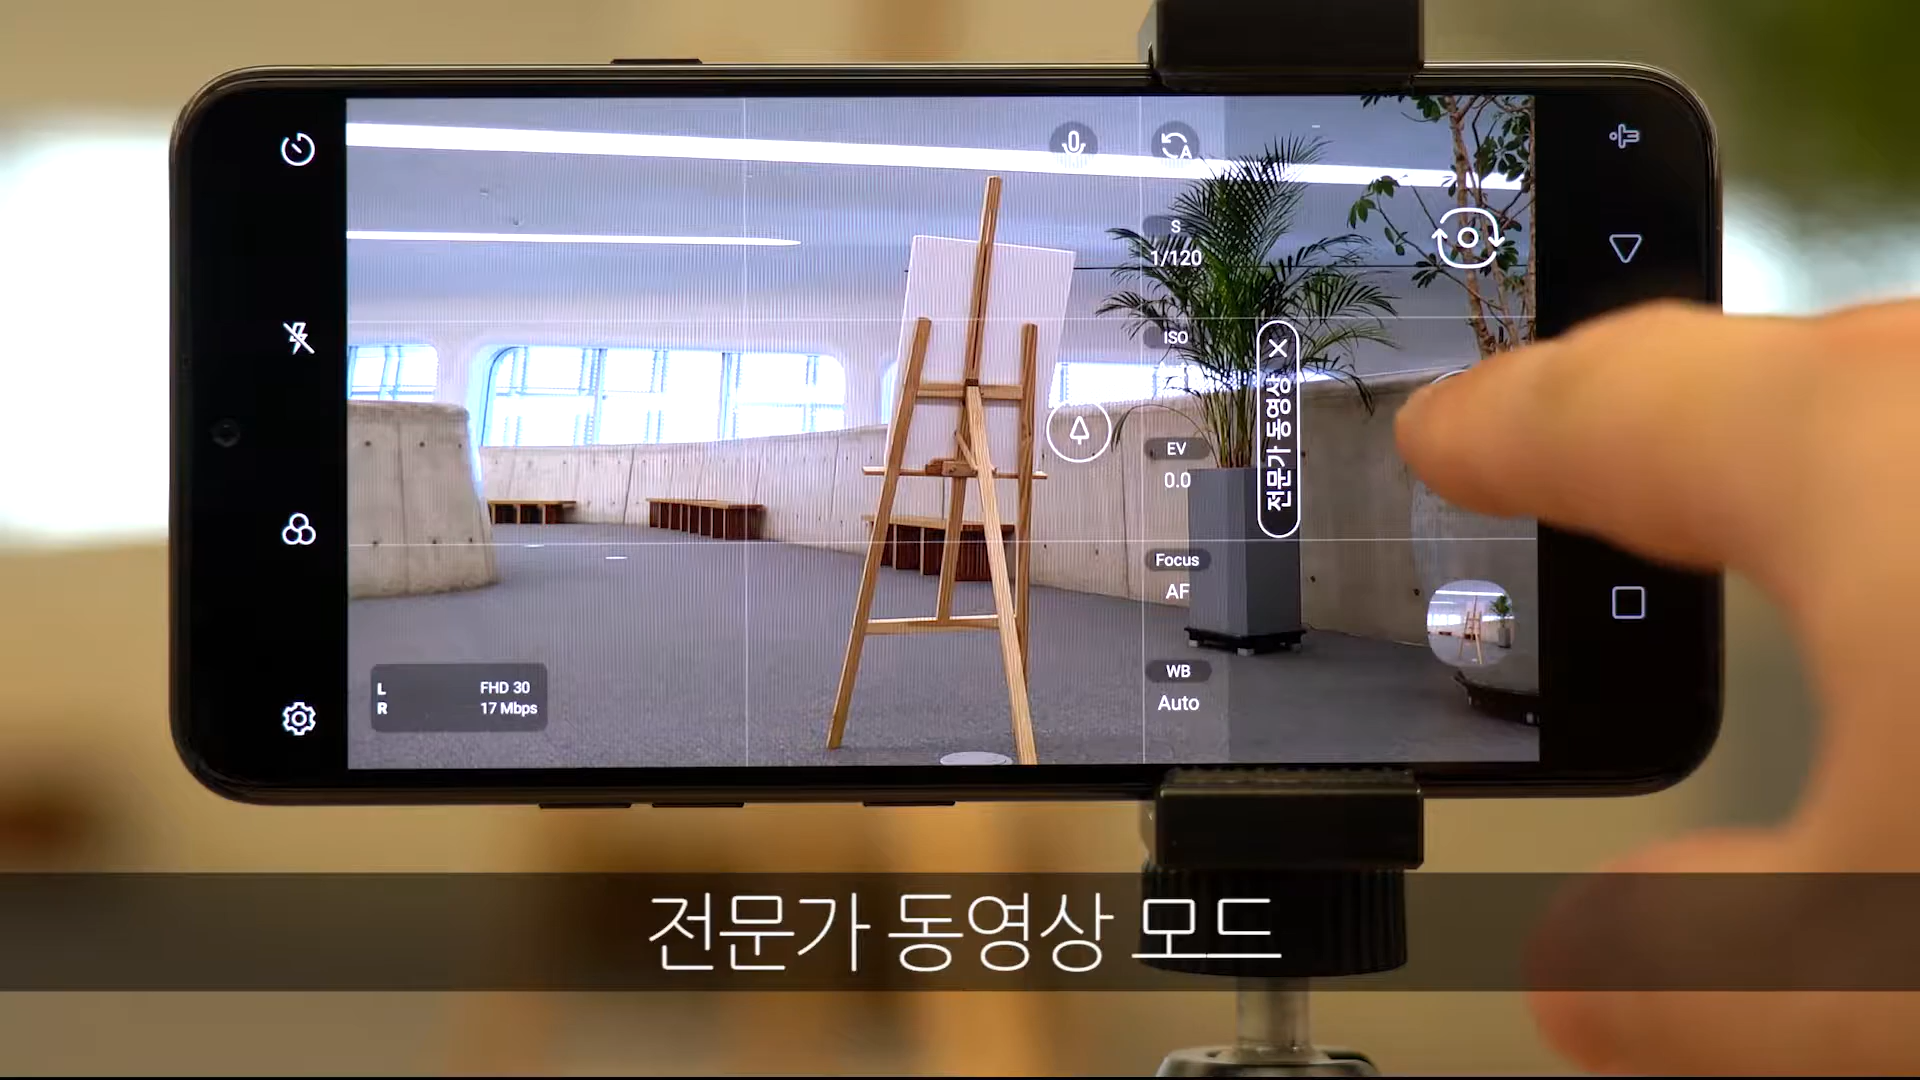 A
S
1/120
ISO
EV
0.0
Focus
AF
WB
Auto
전문가 동영상
L
R
FHD 30
17 Mbps
전문가 동영상 모드